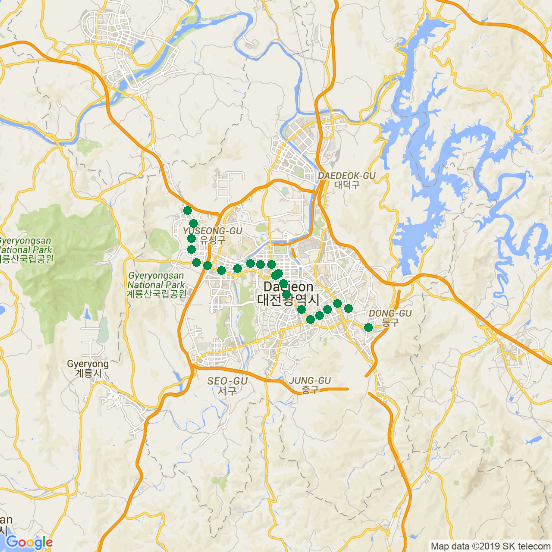 DAEDEOK-GU
대덕구
YUSEONG-GU
유성구
Gyeryongsan
National Park
계룡산국립공원
Gyeryongsan
National Park
계룡산국립공원
Daejeon
대전광역시
DONG-GU
동구
Gyeryong
계룡시
SEO-GU
서구
JUNG-GU
중구
an
시
Google
Map data ©2019 SK telecom